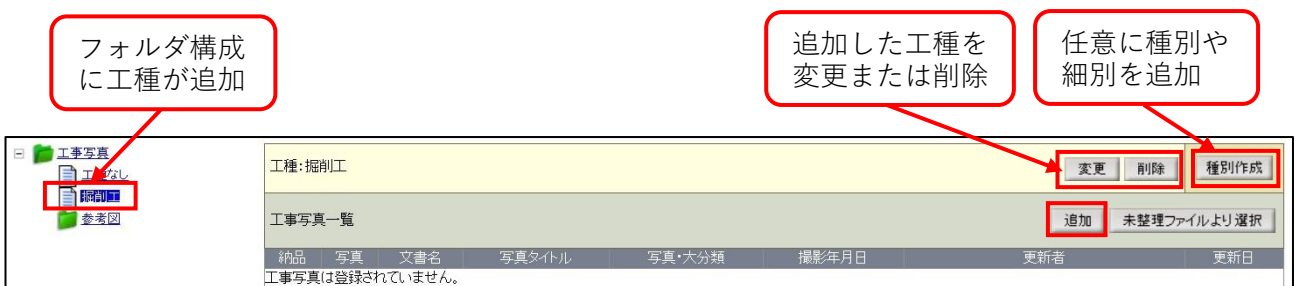 フォルダ構成
に工種が追加
追加した工種を
変更または削除
任意に種別や
細別を追加
工事写真
工種なし
掘削工
参考図
工種:掘削工
変更 削除 種別作成
工事写真一覧
追加 未整理ファイルより選択
納品 写真 文書名 写真タイトル 写真・大分類 撮影年月日 更新者 更新日
工事写真は登録されていません。